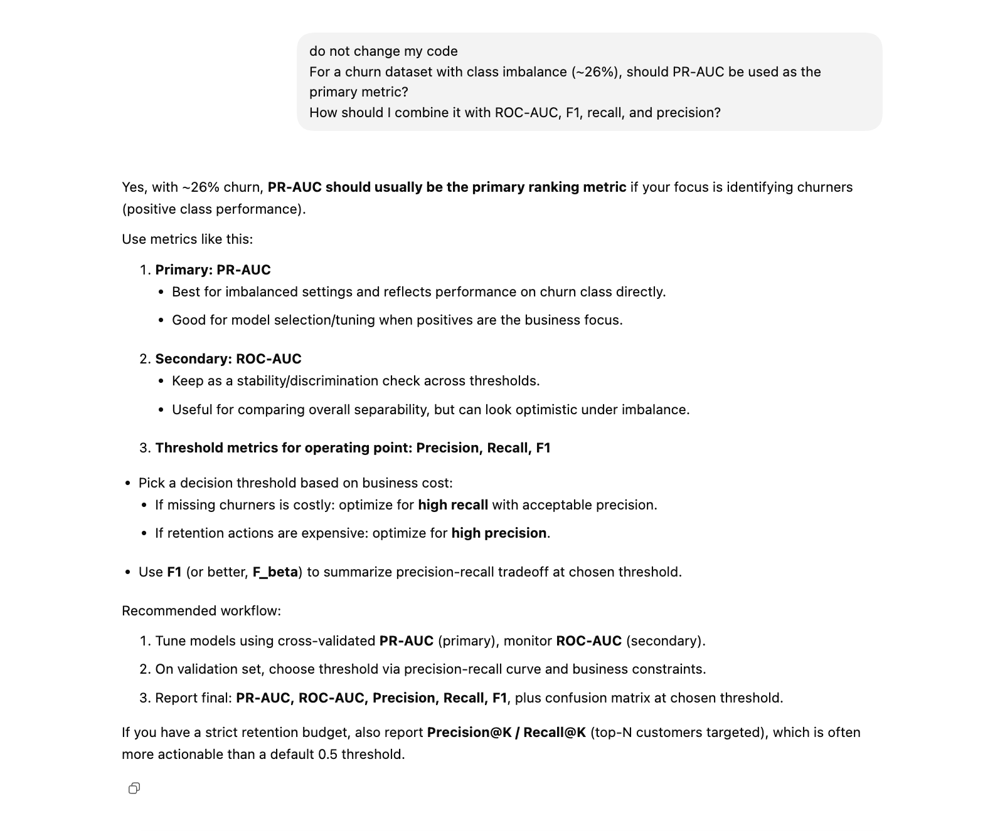 do not change my code
For a churn dataset with class imbalance (~26%), should PR-AUC be used as the
primary metric?
How should I combine it with ROC-AUC, F1, recall, and precision?
Yes, with ~26% churn, PR-AUC should usually be the primary ranking metric if your focus is identifying churners
(positive class performance).
Use metrics like this:
1. Primary: PR-AUC
• Best for imbalanced settings and reflects performance on churn class directly.
• Good for model selection/tuning when positives are the business focus.
2. Secondary: ROC-AUC
• Keep as a stability/discrimination check across thresholds.
• Useful for comparing overall separability, but can look optimistic under imbalance.
3. Threshold metrics for operating point: Precision, Recall, F1
• Pick a decision threshold based on business cost:
• If missing churners is costly: optimize for high recall with acceptable precision.
• If retention actions are expensive: optimize for high precision.
• Use F1 (or better, F_beta) to summarize precision-recall tradeoff at chosen threshold.
Recommended workflow:
1. Tune models using cross-validated PR-AUC (primary), monitor ROC-AUC (secondary).
2. On validation set, choose threshold via precision-recall curve and business constraints.
3. Report final: PR-AUC, ROC-AUC, Precision, Recall, F1, plus confusion matrix at chosen threshold.
If you have a strict retention budget, also report Precision@K / Recall@K (top-N customers targeted), which is often
more actionable than a default 0.5 threshold.